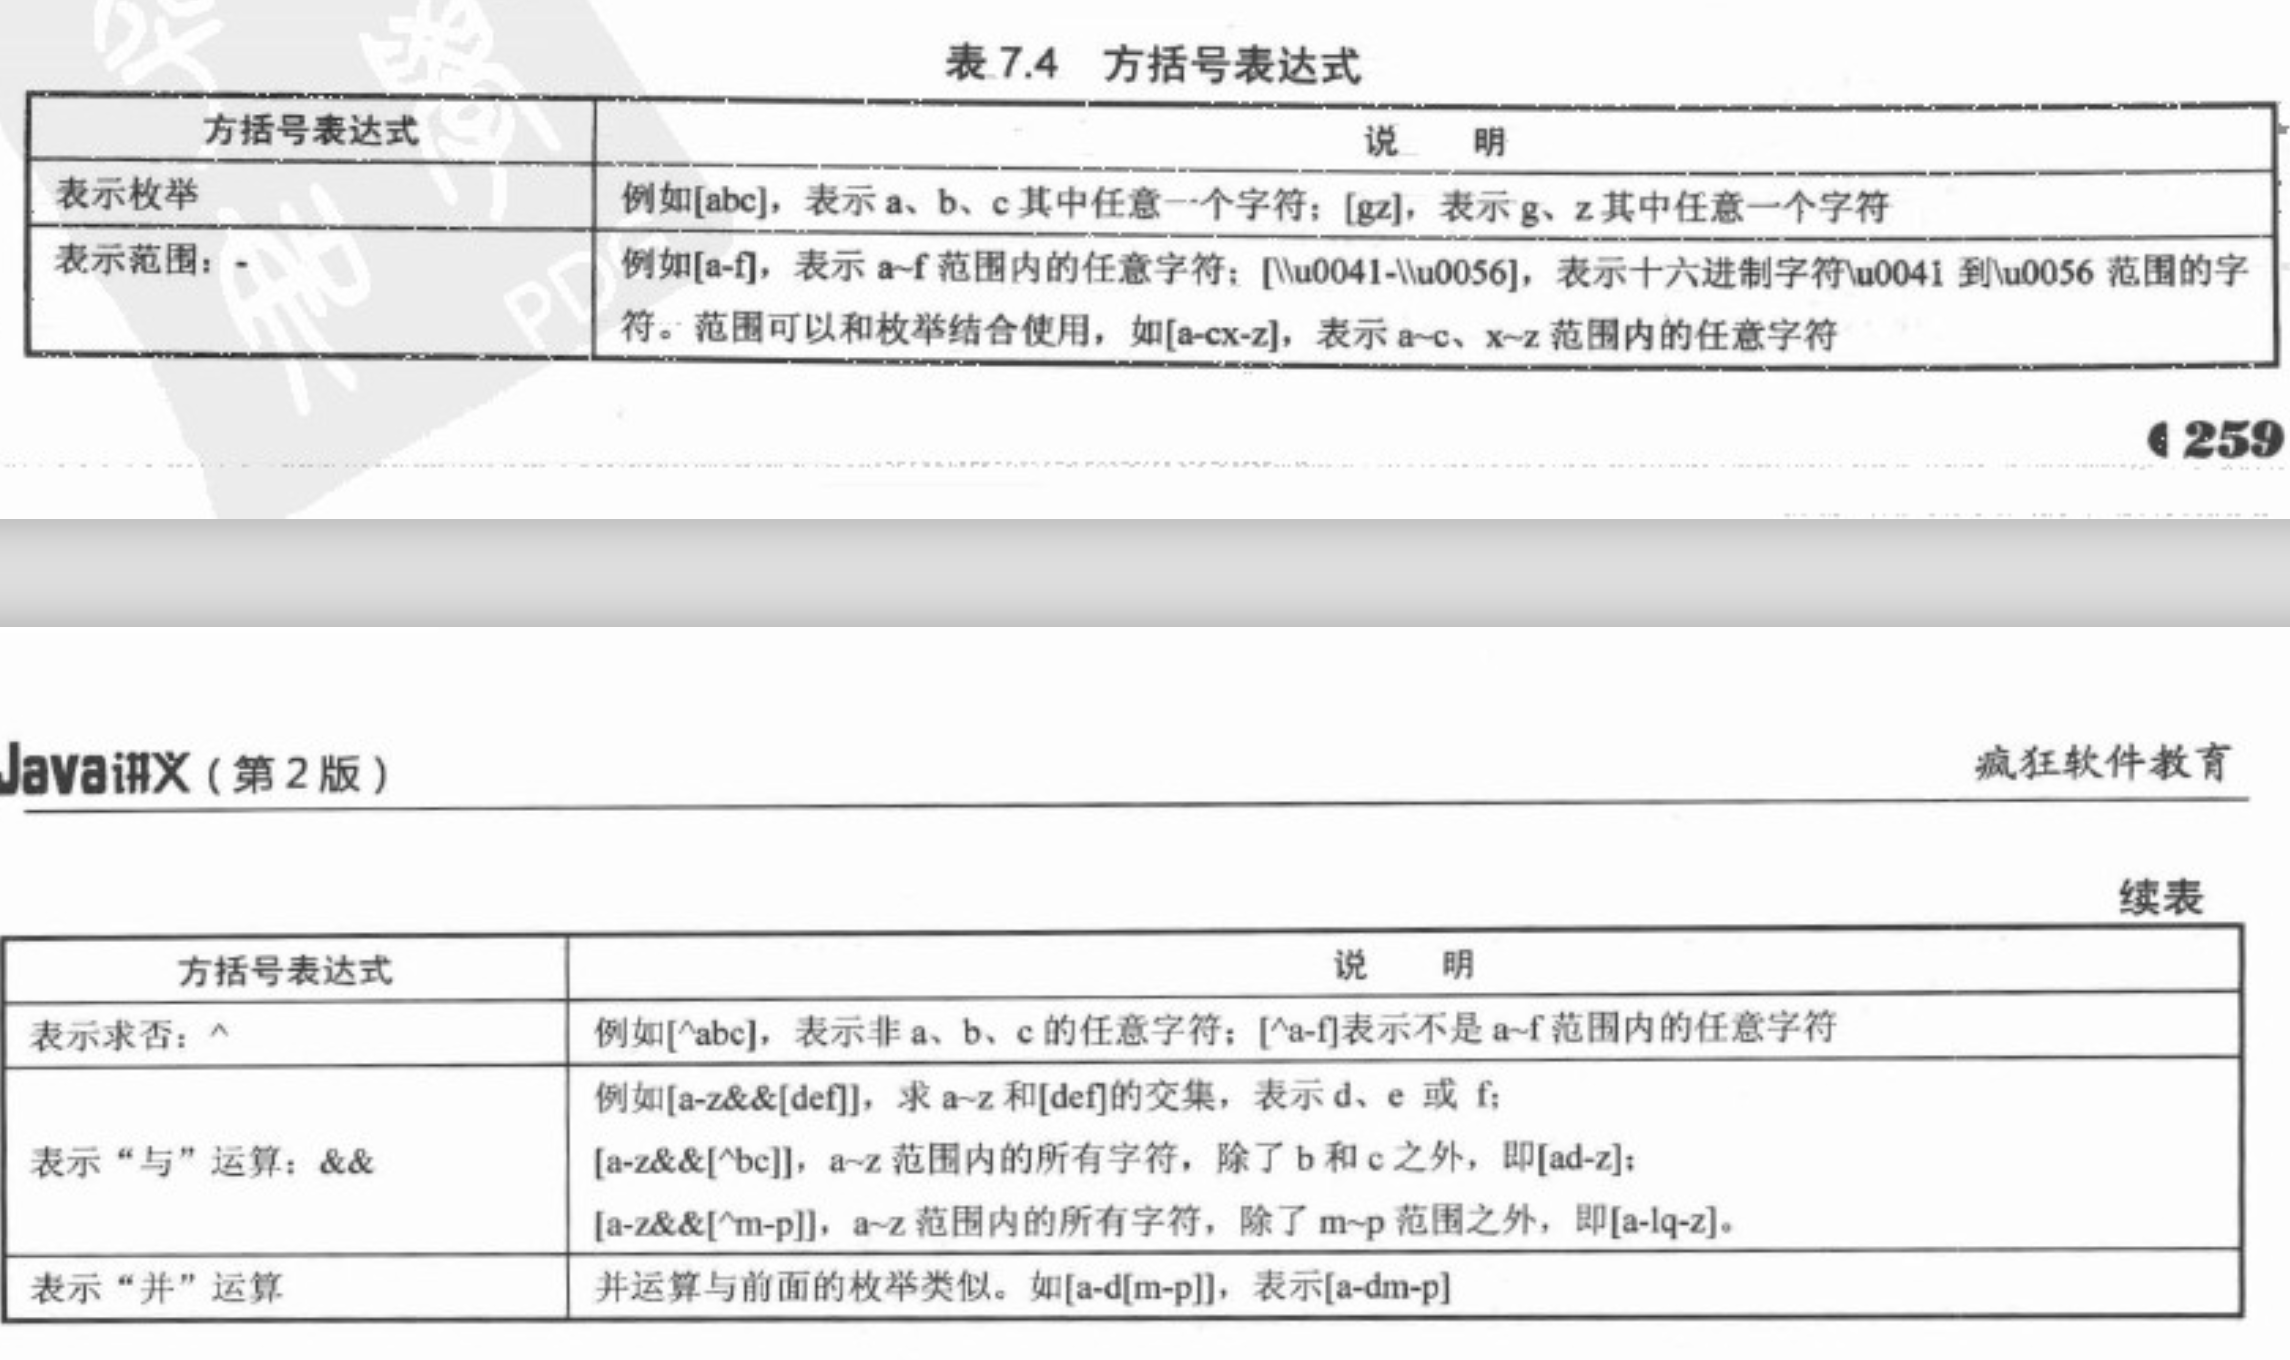 表 7.4 方括号表达式
方括号表达式 说 明
表示枚举 例如[abc]，表示 a、b、c 其中任意一个字符；[gz]，表示 g、z 其中任意一个字符
表示范围：- 例如[a-f]，表示 a~f 范围内的任意字符；[\\u0041-\\u0056]，表示十六进制字符\u0041 到\u0056 范围的字
符。范围可以和枚举结合使用，如[a-cx-z]，表示 a~c、x~z 范围内的任意字符
PD
259
Java讲义（第2版） 疯狂软件教育
续表
方括号表达式 说 明
表示求否：^ 例如[^abc]，表示非 a、b、c 的任意字符；[^a-f]表示不是 a~f 范围内的任意字符
例如[a-z&&[def]]，求 a~z 和[def]的交集，表示 d、e 或 f；
表示“与”运算：&& [a-z&&[^bc]]，a~z 范围内的所有字符，除了 b 和 c 之外，即[ad-z]；
[a-z&&[^m-p]]，a~z 范围内的所有字符，除了 m~p 范围之外，即[a-lq-z]。
表示“并”运算 并运算与前面的枚举类似。如[a-d[m-p]]，表示[a-dm-p]